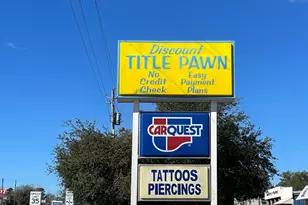 Discount
TITLE PAWN
No Easy
Credit Payment
Check Plans
CARQUEST
TATTOOS
PIERCINGS